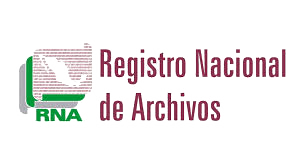 Registro Nacional
de Archivos
RNA